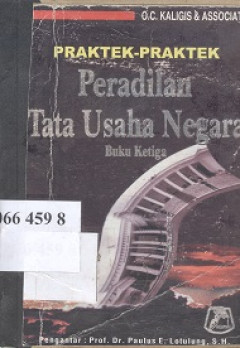 O.C. KALIGIS & ASSOCIAT
PRAKTEK-PRAKTEK
Peradilan
Tata Usaha Negara
Buku Ketiga
066 459 8
Pengantar : Prof. Dr. Paulus E. Lotulung, S.H